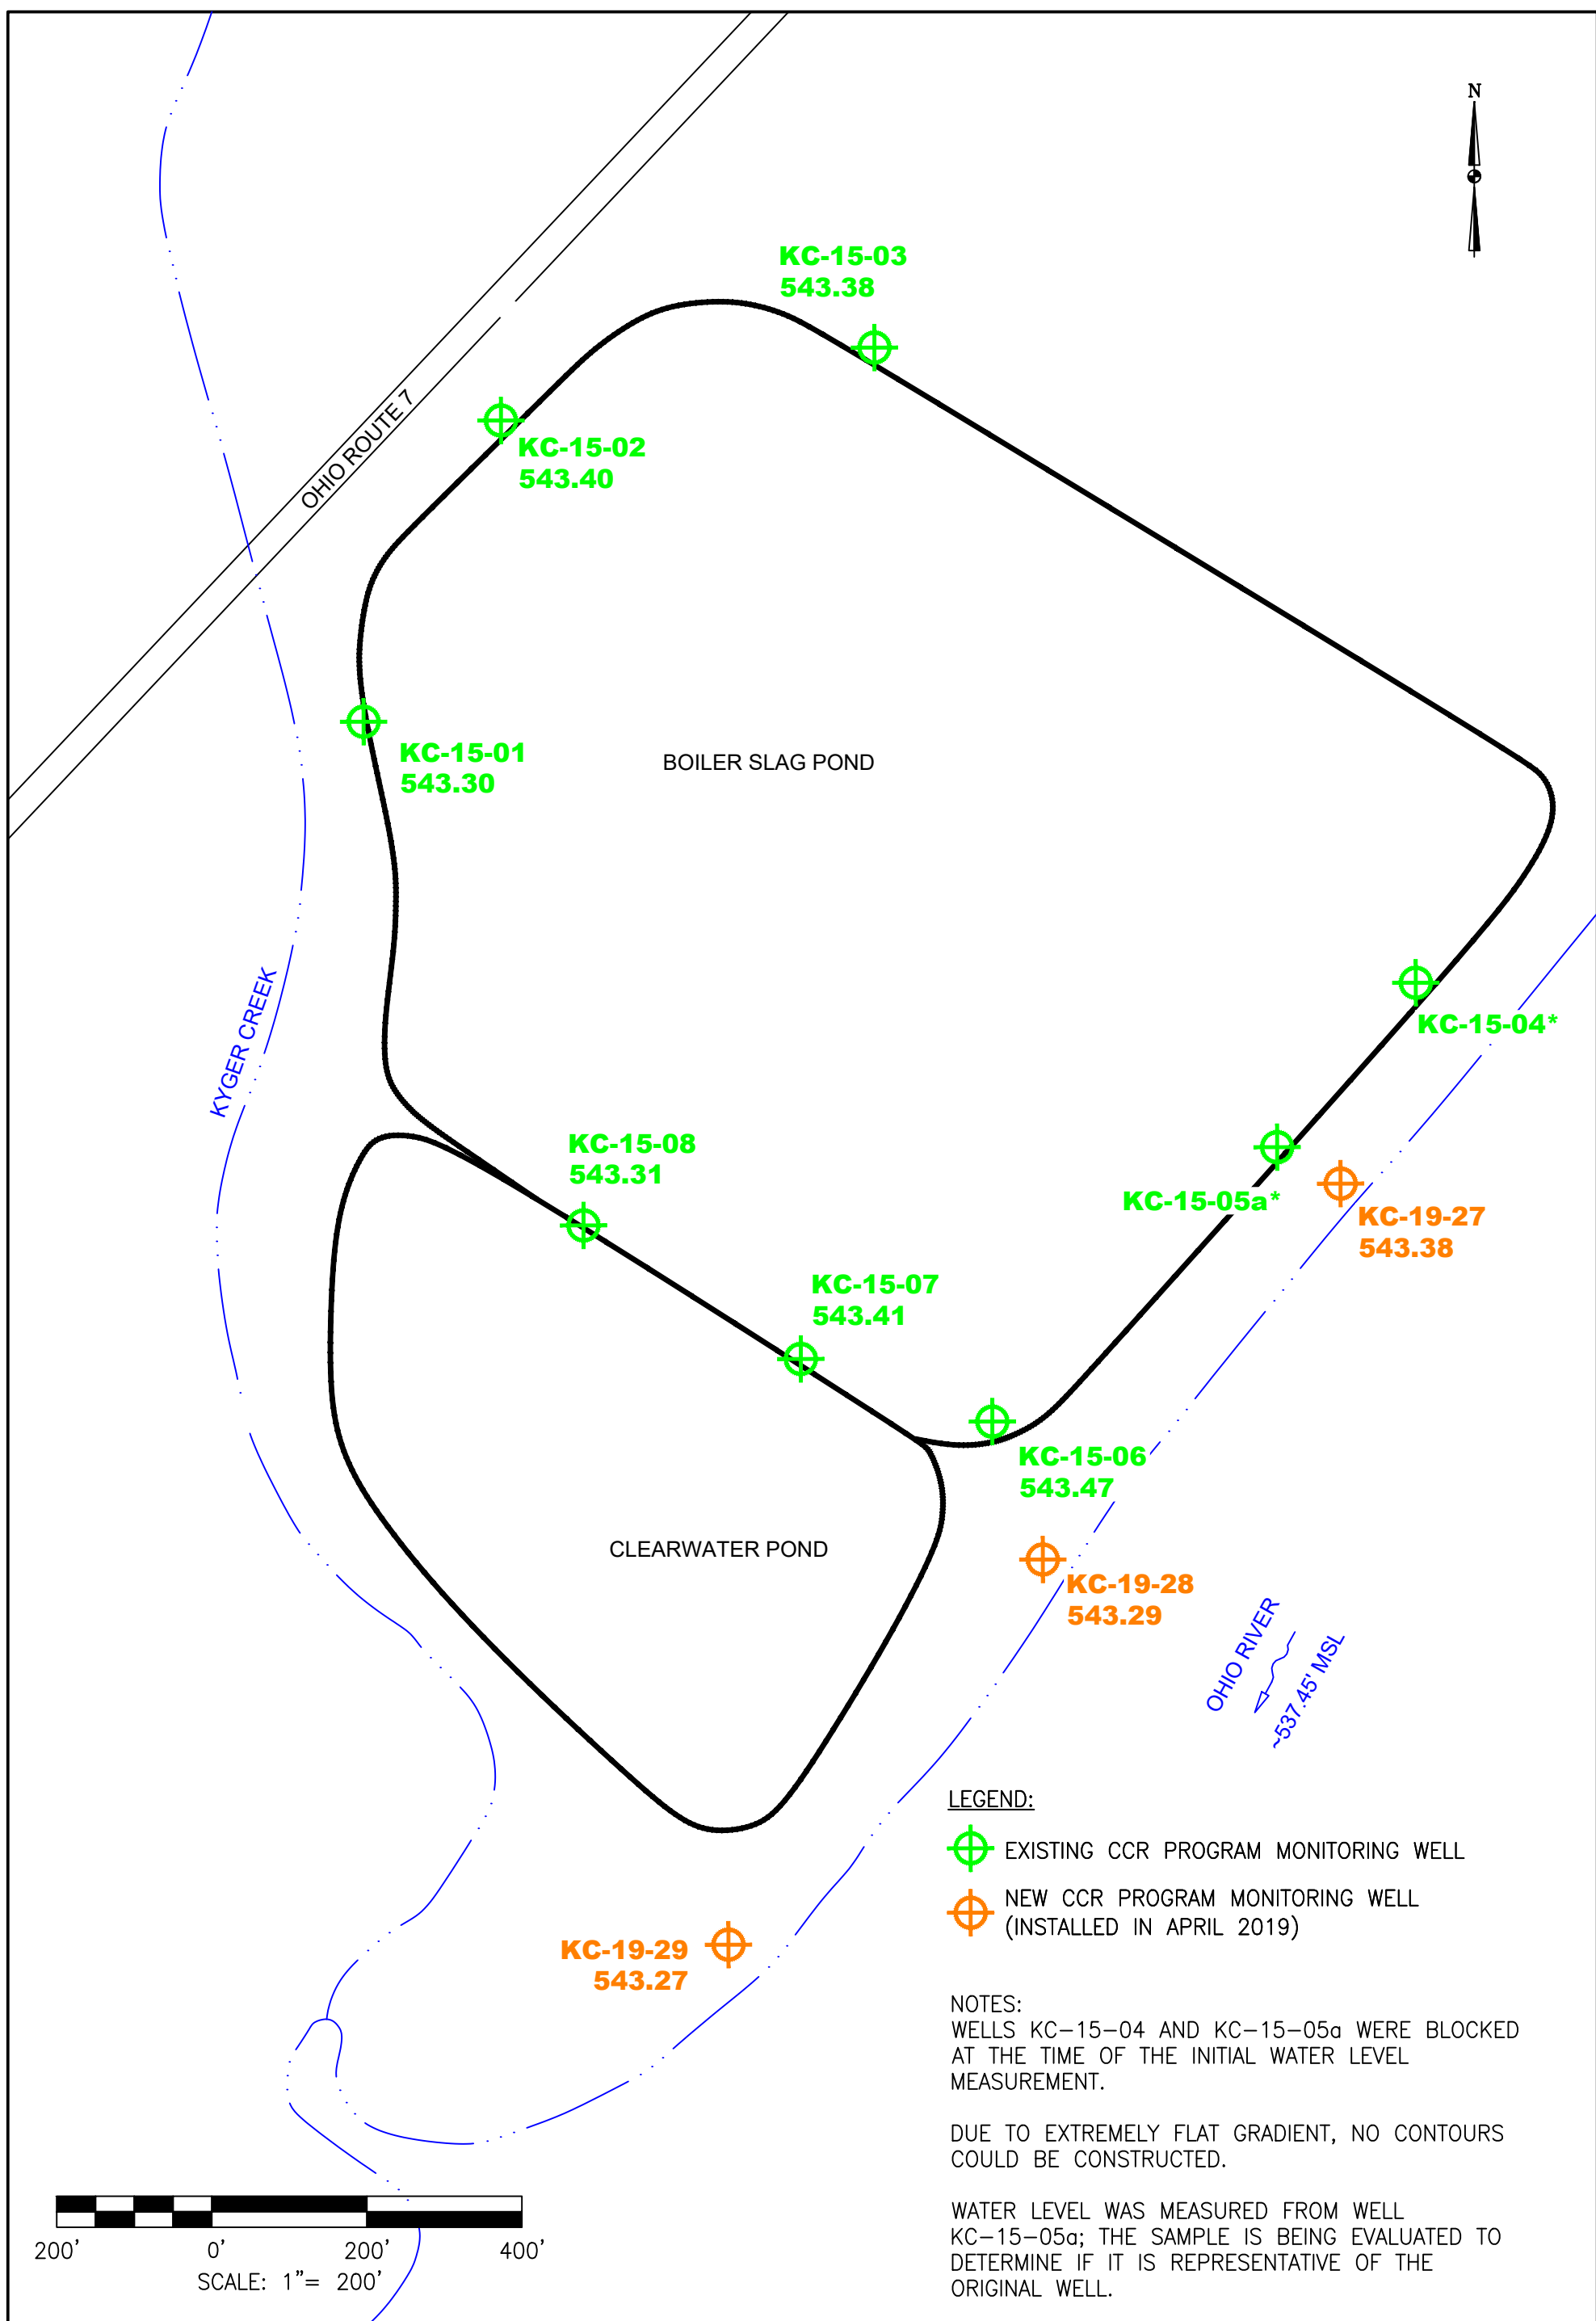 N
KC-15-03
543.38
OHIO ROUTE 7
KC-15-02
543.40
KC-15-01
543.30
BOILER SLAG POND
KYGER CREEK
KC-15-04*
KC-15-08
543.31
KC-15-05a*
KC-19-27
543.38
KC-15-07
543.41
KC-15-06
543.47
CLEARWATER POND
KC-19-28
543.29
OHIO RIVER
~537.45' MSL
LEGEND:
EXISTING CCR PROGRAM MONITORING WELL
NEW CCR PROGRAM MONITORING WELL
(INSTALLED IN APRIL 2019)
KC-19-29
543.27
NOTES:
WELLS KC-15-04 AND KC-15-05a WERE BLOCKED
AT THE TIME OF THE INITIAL WATER LEVEL
MEASUREMENT.
DUE TO EXTREMELY FLAT GRADIENT, NO CONTOURS
COULD BE CONSTRUCTED.
WATER LEVEL WAS MEASURED FROM WELL
KC-15-05a; THE SAMPLE IS BEING EVALUATED TO
DETERMINE IF IT IS REPRESENTATIVE OF THE
ORIGINAL WELL.
200' 0' 200' 400'
SCALE: 1"= 200'